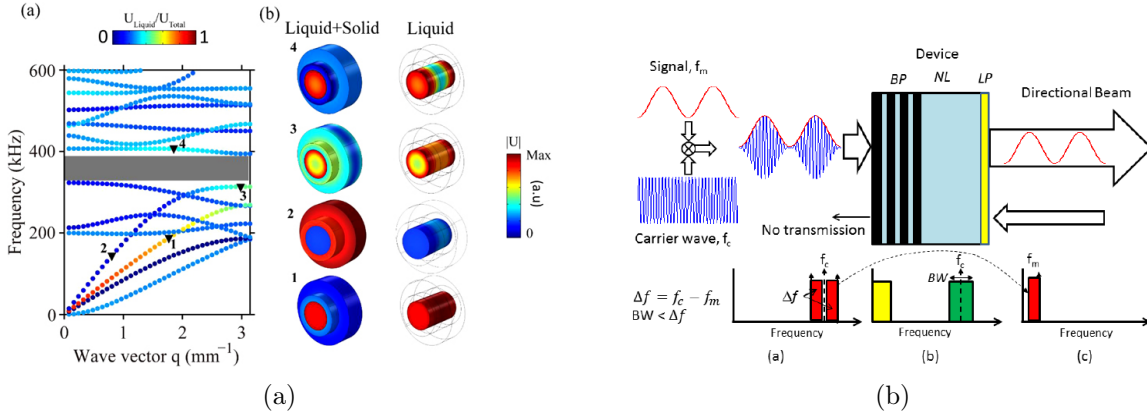 (a)
U_Liquid/U_Total
0
1
600
400
200
0
Frequency (kHz)
4
3
2
1
0
1
2
3
Wave vector q (mm⁻¹)
(b)
Liquid+Solid
Liquid
4
3
2
1
|U|
Max
(a.u)
0
(a)
Signal, f_m
Carrier wave, f_c
Device
BP
NL
LP
Directional Beam
No transmission
Δf = f_c − f_m
BW < Δf
f_c
Δf
Frequency
(a)
f_c
BW
Frequency
(b)
f_m
Frequency
(c)
(b)